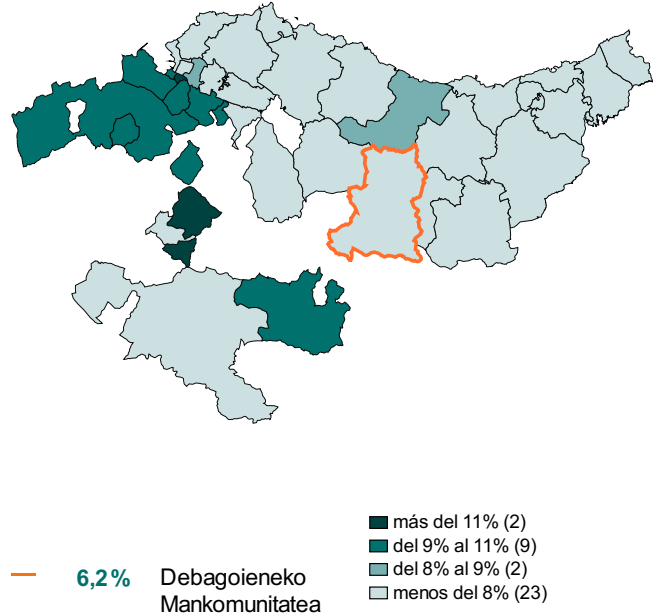 más del 11% (2)
del 9% al 11% (9)
del 8% al 9% (2)
menos del 8% (23)
6,2% Debagoieneko
Mankomunitatea